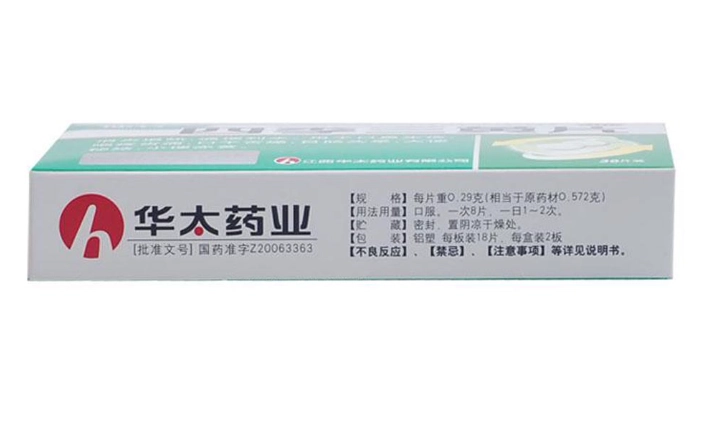 华太药业
[批准文号] 国药准字Z20063363
【规　　格】 每片重0.29克(相当于原药材0.572克)
【用法用量】 口服。一次8片，一日1～2次。
【贮　　藏】 密封，置阴凉干燥处。
【包　　装】 铝塑 每板装18片，每盒装2板
【不良反应】、【禁忌】、【注意事项】等详见说明书。